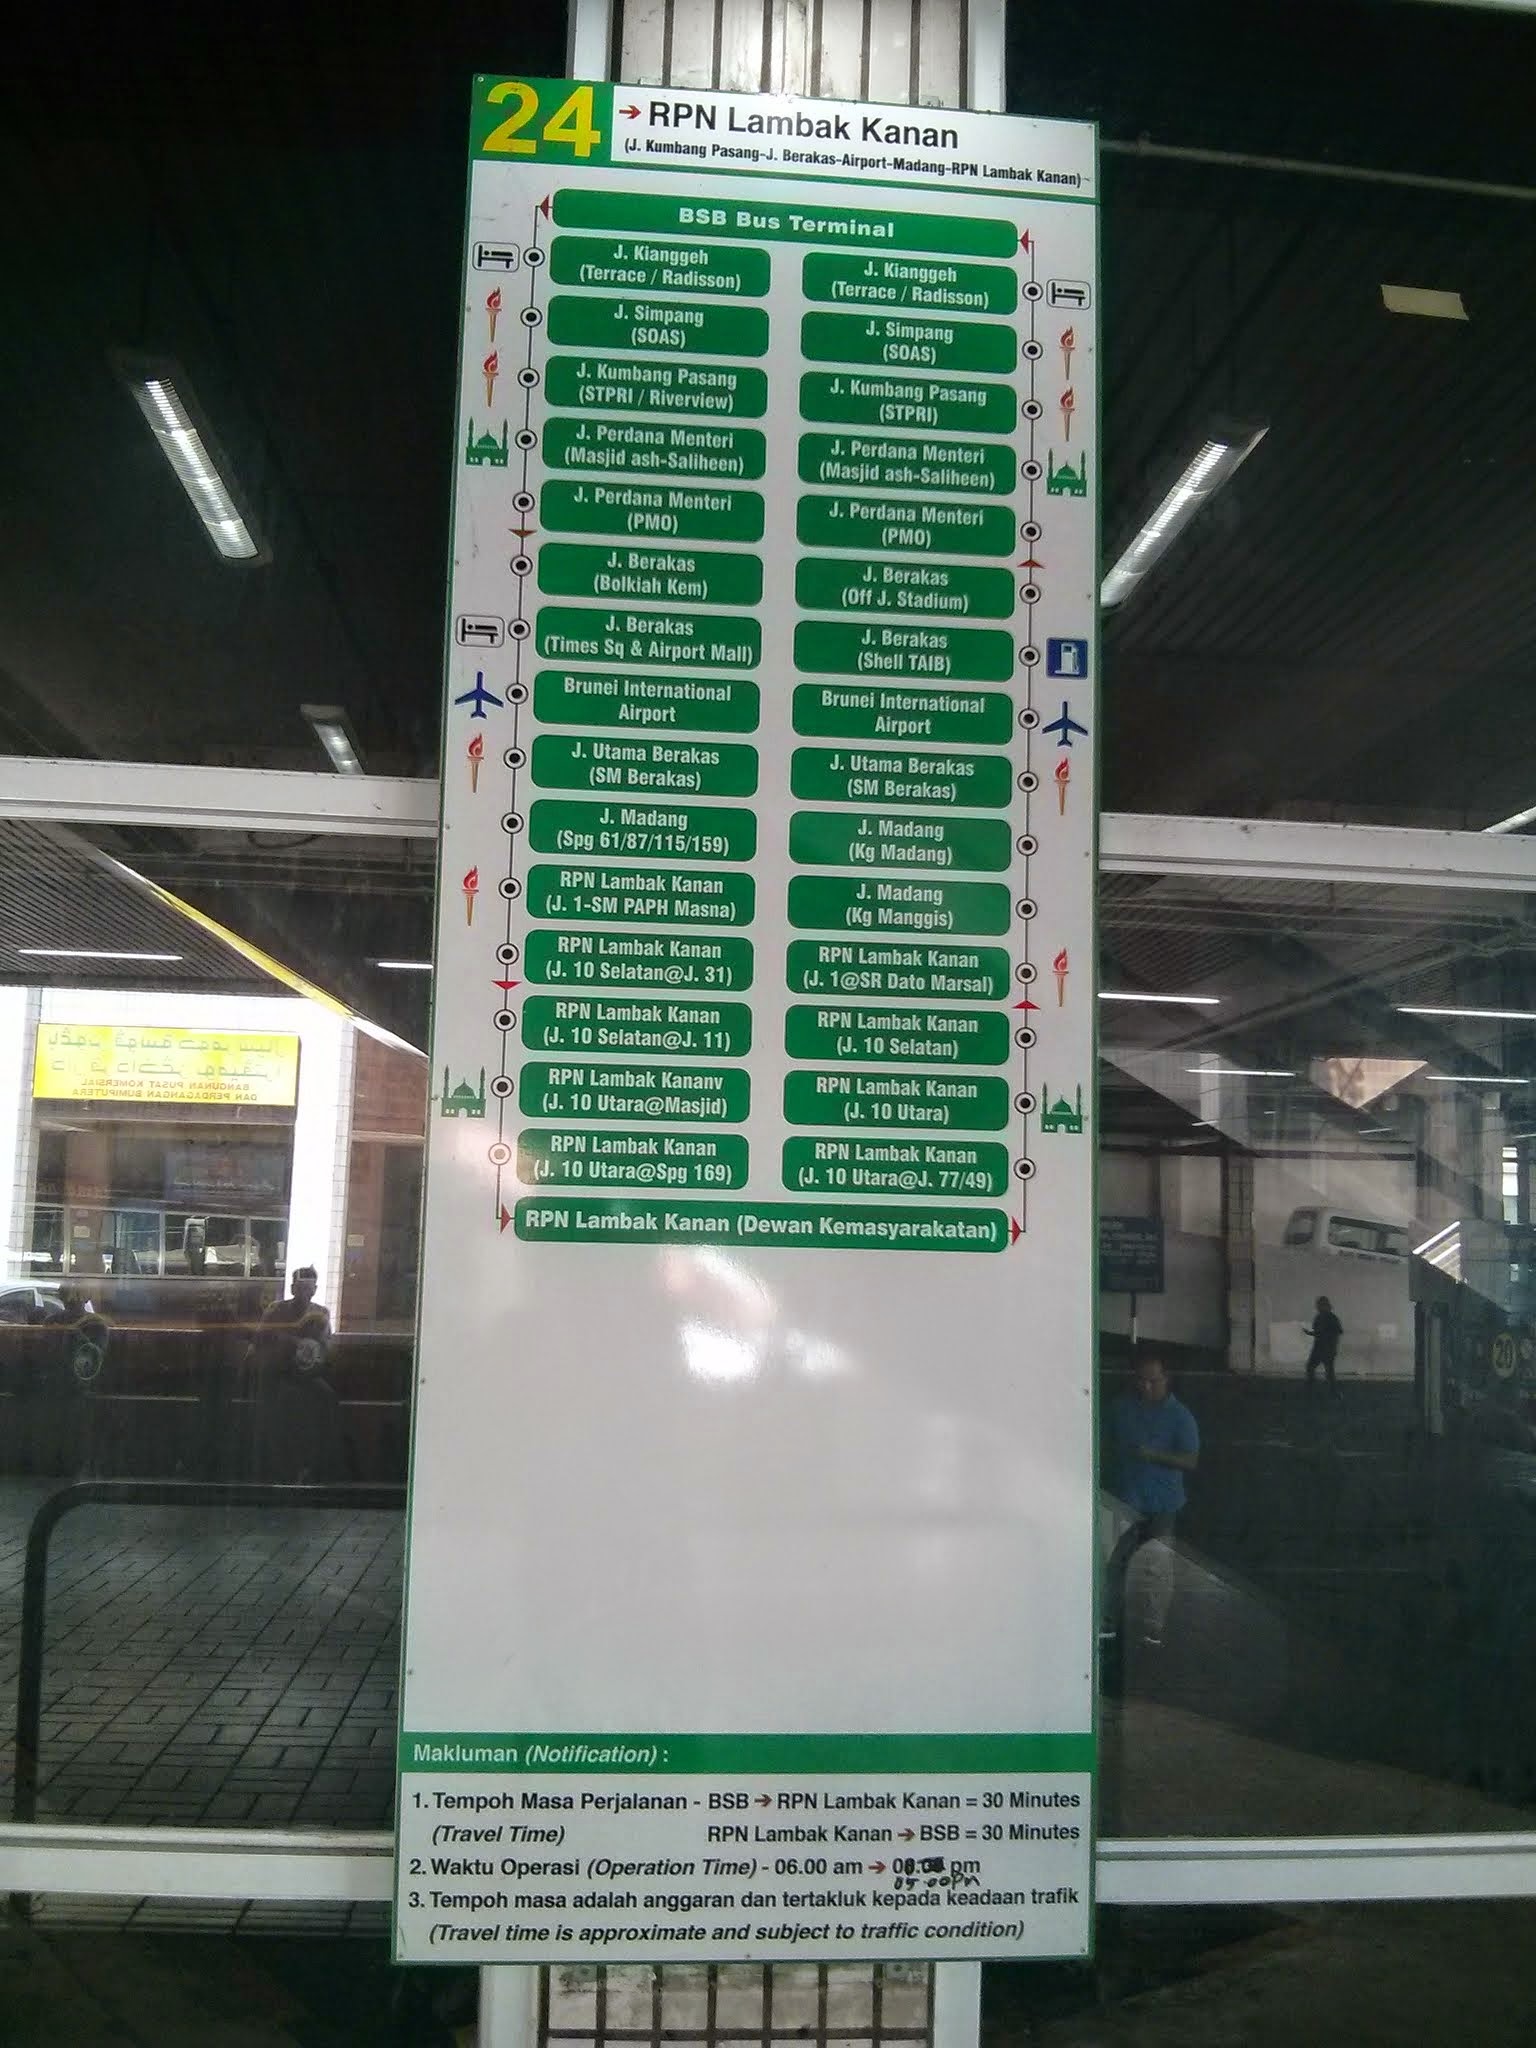 24
RPN Lambak Kanan
(J. Kumbang Pasang-J. Berakas-Airport-Madang-RPN Lambak Kanan)
BSB Bus Terminal
J. Kianggeh
(Terrace / Radisson)
J. Simpang
(SOAS)
J. Kumbang Pasang
(STPRI / Riverview)
J. Perdana Menteri
(Masjid ash-Saliheen)
J. Perdana Menteri
(PMO)
J. Berakas
(Bolkiah Kem)
J. Berakas
(Times Sq & Airport Mall)
Brunei International
Airport
J. Utama Berakas
(SM Berakas)
J. Madang
(Spg 61/87/115/159)
RPN Lambak Kanan
(J. 1-SM PAPH Masna)
RPN Lambak Kanan
(J. 10 Selatan@J. 31)
RPN Lambak Kanan
(J. 10 Selatan@J. 11)
RPN Lambak Kananv
(J. 10 Utara@Masjid)
RPN Lambak Kanan
(J. 10 Utara@Spg 169)
J. Kianggeh
(Terrace / Radisson)
J. Simpang
(SOAS)
J. Kumbang Pasang
(STPRI)
J. Perdana Menteri
(Masjid ash-Saliheen)
J. Perdana Menteri
(PMO)
J. Berakas
(Off J. Stadium)
J. Berakas
(Shell TAIB)
Brunei International
Airport
J. Utama Berakas
(SM Berakas)
J. Madang
(Kg Madang)
J. Madang
(Kg Manggis)
RPN Lambak Kanan
(J. 1@SR Dato Marsal)
RPN Lambak Kanan
(J. 10 Selatan)
RPN Lambak Kanan
(J. 10 Utara)
RPN Lambak Kanan
(J. 10 Utara@J. 77/49)
RPN Lambak Kanan (Dewan Kemasyarakatan)
Makluman (Notification) :
1. Tempoh Masa Perjalanan - BSB → RPN Lambak Kanan = 30 Minutes
(Travel Time) RPN Lambak Kanan → BSB = 30 Minutes
2. Waktu Operasi (Operation Time) - 06.00 am → pm
05.00Pm
3. Tempoh masa adalah anggaran dan tertakluk kepada keadaan trafik
(Travel time is approximate and subject to traffic condition)
BANGUNAN PUSAT KOMERSIAL
DAN PERDAGANGAN BUMIPUTERA
20